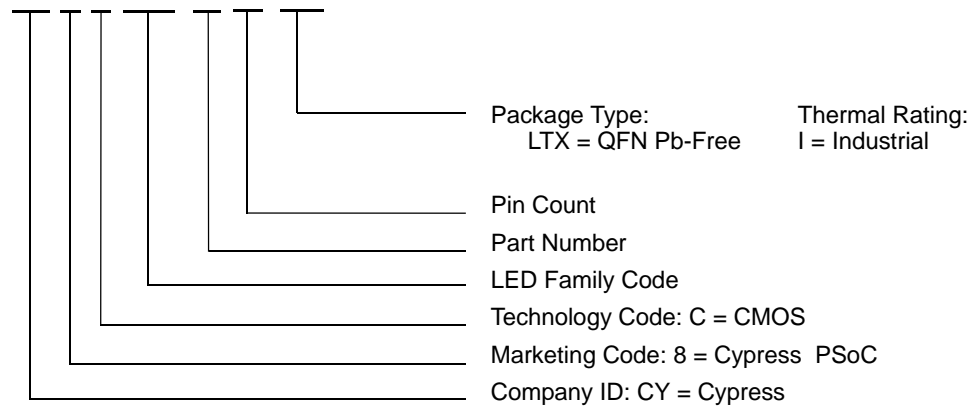 Package Type: Thermal Rating:
LTX = QFN Pb-Free I = Industrial
Pin Count
Part Number
LED Family Code
Technology Code: C = CMOS
Marketing Code: 8 = Cypress PSoC
Company ID: CY = Cypress